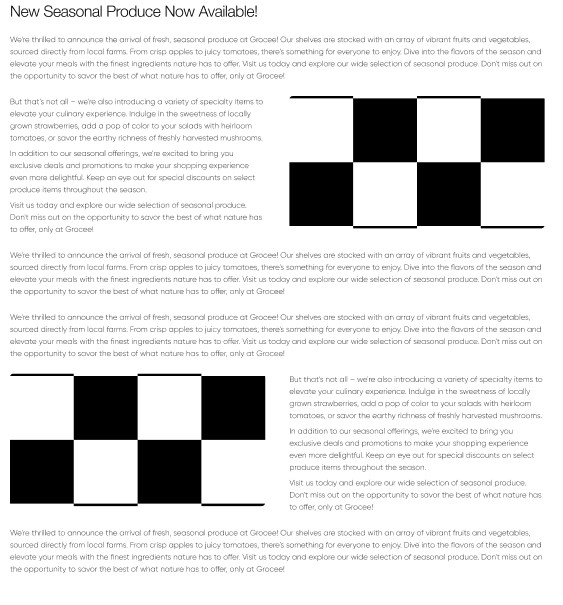 New Seasonal Produce Now Available!
We're thrilled to announce the arrival of fresh, seasonal produce at Grocee! Our shelves are stocked with an array of vibrant fruits and vegetables,
sourced directly from local farms. From crisp apples to juicy tomatoes, there's something for everyone to enjoy. Dive into the flavors of the season and
elevate your meals with the finest ingredients nature has to offer. Visit us today and explore our wide selection of seasonal produce. Don't miss out on
the opportunity to savor the best of what nature has to offer, only at Grocee!
But that's not all – we're also introducing a variety of specialty items to
elevate your culinary experience. Indulge in the sweetness of locally
grown strawberries, add a pop of color to your salads with heirloom
tomatoes, or savor the earthy richness of freshly harvested mushrooms.
In addition to our seasonal offerings, we're excited to bring you
exclusive deals and promotions to make your shopping experience
even more delightful. Keep an eye out for special discounts on select
produce items throughout the season.
Visit us today and explore our wide selection of seasonal produce.
Don't miss out on the opportunity to savor the best of what nature has
to offer, only at Grocee!
We're thrilled to announce the arrival of fresh, seasonal produce at Grocee! Our shelves are stocked with an array of vibrant fruits and vegetables,
sourced directly from local farms. From crisp apples to juicy tomatoes, there's something for everyone to enjoy. Dive into the flavors of the season and
elevate your meals with the finest ingredients nature has to offer. Visit us today and explore our wide selection of seasonal produce. Don't miss out on
the opportunity to savor the best of what nature has to offer, only at Grocee!
We're thrilled to announce the arrival of fresh, seasonal produce at Grocee! Our shelves are stocked with an array of vibrant fruits and vegetables,
sourced directly from local farms. From crisp apples to juicy tomatoes, there's something for everyone to enjoy. Dive into the flavors of the season and
elevate your meals with the finest ingredients nature has to offer. Visit us today and explore our wide selection of seasonal produce. Don't miss out on
the opportunity to savor the best of what nature has to offer, only at Grocee!
But that's not all – we're also introducing a variety of specialty items to
elevate your culinary experience. Indulge in the sweetness of locally
grown strawberries, add a pop of color to your salads with heirloom
tomatoes, or savor the earthy richness of freshly harvested mushrooms.
In addition to our seasonal offerings, we're excited to bring you
exclusive deals and promotions to make your shopping experience
even more delightful. Keep an eye out for special discounts on select
produce items throughout the season.
Visit us today and explore our wide selection of seasonal produce.
Don't miss out on the opportunity to savor the best of what nature has
to offer, only at Grocee!
We're thrilled to announce the arrival of fresh, seasonal produce at Grocee! Our shelves are stocked with an array of vibrant fruits and vegetables,
sourced directly from local farms. From crisp apples to juicy tomatoes, there's something for everyone to enjoy. Dive into the flavors of the season and
elevate your meals with the finest ingredients nature has to offer. Visit us today and explore our wide selection of seasonal produce. Don't miss out on
the opportunity to savor the best of what nature has to offer, only at Grocee!